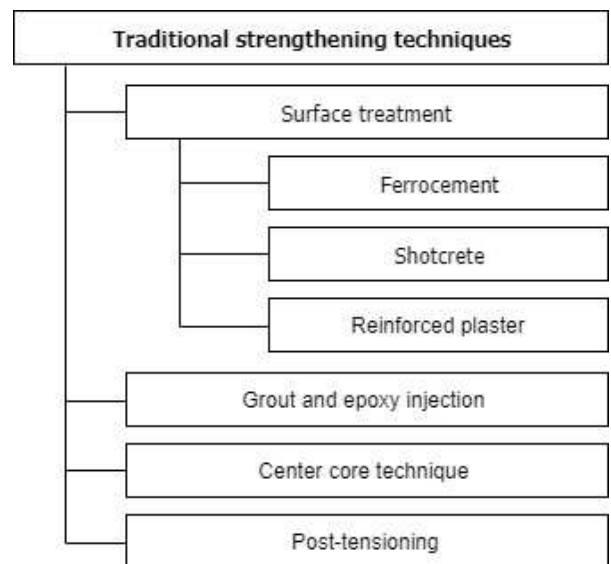 Traditional strengthening techniques
Surface treatment
Ferrocement
Shotcrete
Reinforced plaster
Grout and epoxy injection
Center core technique
Post-tensioning